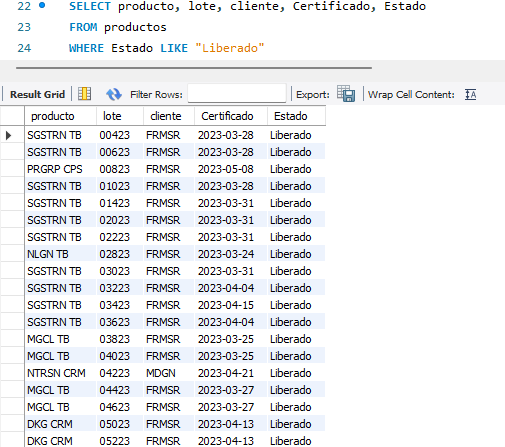 22 SELECT producto, lote, cliente, Certificado, Estado
23 FROM productos
24 WHERE Estado LIKE "Liberado"
Result Grid Filter Rows: Export: Wrap Cell Content:
producto lote cliente Certificado Estado
SGSTRN TB 00423 FRMSR 2023-03-28 Liberado
SGSTRN TB 00623 FRMSR 2023-03-28 Liberado
PRGRP CPS 00823 FRMSR 2023-05-08 Liberado
SGSTRN TB 01023 FRMSR 2023-03-28 Liberado
SGSTRN TB 01423 FRMSR 2023-03-31 Liberado
SGSTRN TB 02023 FRMSR 2023-03-31 Liberado
SGSTRN TB 02223 FRMSR 2023-03-31 Liberado
NLGN TB 02823 FRMSR 2023-03-24 Liberado
SGSTRN TB 03023 FRMSR 2023-03-31 Liberado
SGSTRN TB 03223 FRMSR 2023-04-04 Liberado
SGSTRN TB 03423 FRMSR 2023-04-15 Liberado
SGSTRN TB 03623 FRMSR 2023-04-04 Liberado
MGCL TB 03823 FRMSR 2023-03-25 Liberado
MGCL TB 04023 FRMSR 2023-03-25 Liberado
NTRSN CRM 04223 MDGN 2023-04-21 Liberado
MGCL TB 04423 FRMSR 2023-03-27 Liberado
MGCL TB 04623 FRMSR 2023-03-27 Liberado
DKG CRM 05023 FRMSR 2023-04-13 Liberado
DKG CRM 05223 FRMSR 2023-04-13 Liberado